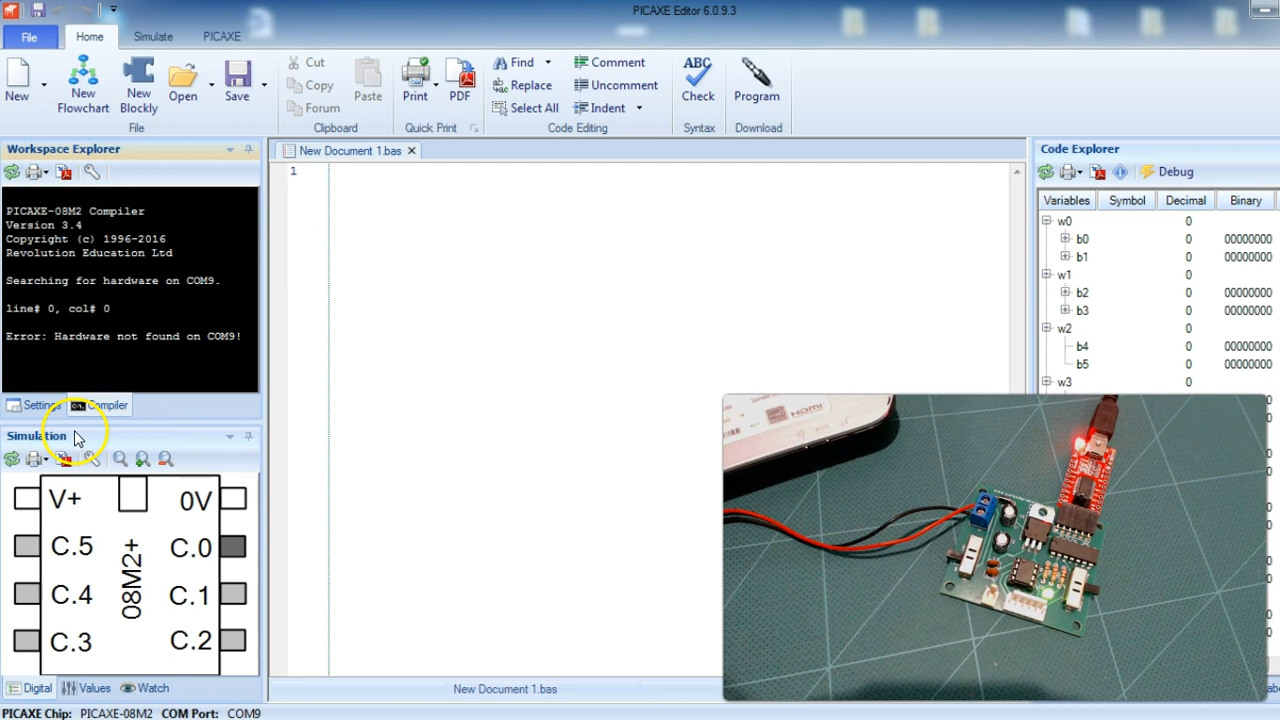 PICAXE Editor 6.0.9.3
File Home Simulate PICAXE
New
New Flowchart
New Blockly
Open
Save
File
Cut
Copy
Forum
Paste
Clipboard
Print
PDF
Quick Print
Find
Replace
Select All
Comment
Uncomment
Indent
Code Editing
ABC
Check
Syntax
Program
Download
Workspace Explorer
PICAXE-08M2 Compiler
Version 3.4
Copyright (c) 1996-2016
Revolution Education Ltd
Searching for hardware on COM9.
line# 0, col# 0
Error: Hardware not found on COM9!
Settings Compiler
Simulation
V+ 0V
C.5 C.0
C.4 C.1
C.3 C.2
08M2+
Digital Values Watch
New Document 1.bas
1
New Document 1.bas
Code Explorer
Debug
Variables Symbol Decimal Binary
w0 0
b0 0 00000000
b1 0 00000000
w1 0
b2 0 00000000
b3 0 00000000
w2 0
b4 0 00000000
b5 0 00000000
w3 0
HDMI
PICAXE Chip: PICAXE-08M2 COM Port: COM9